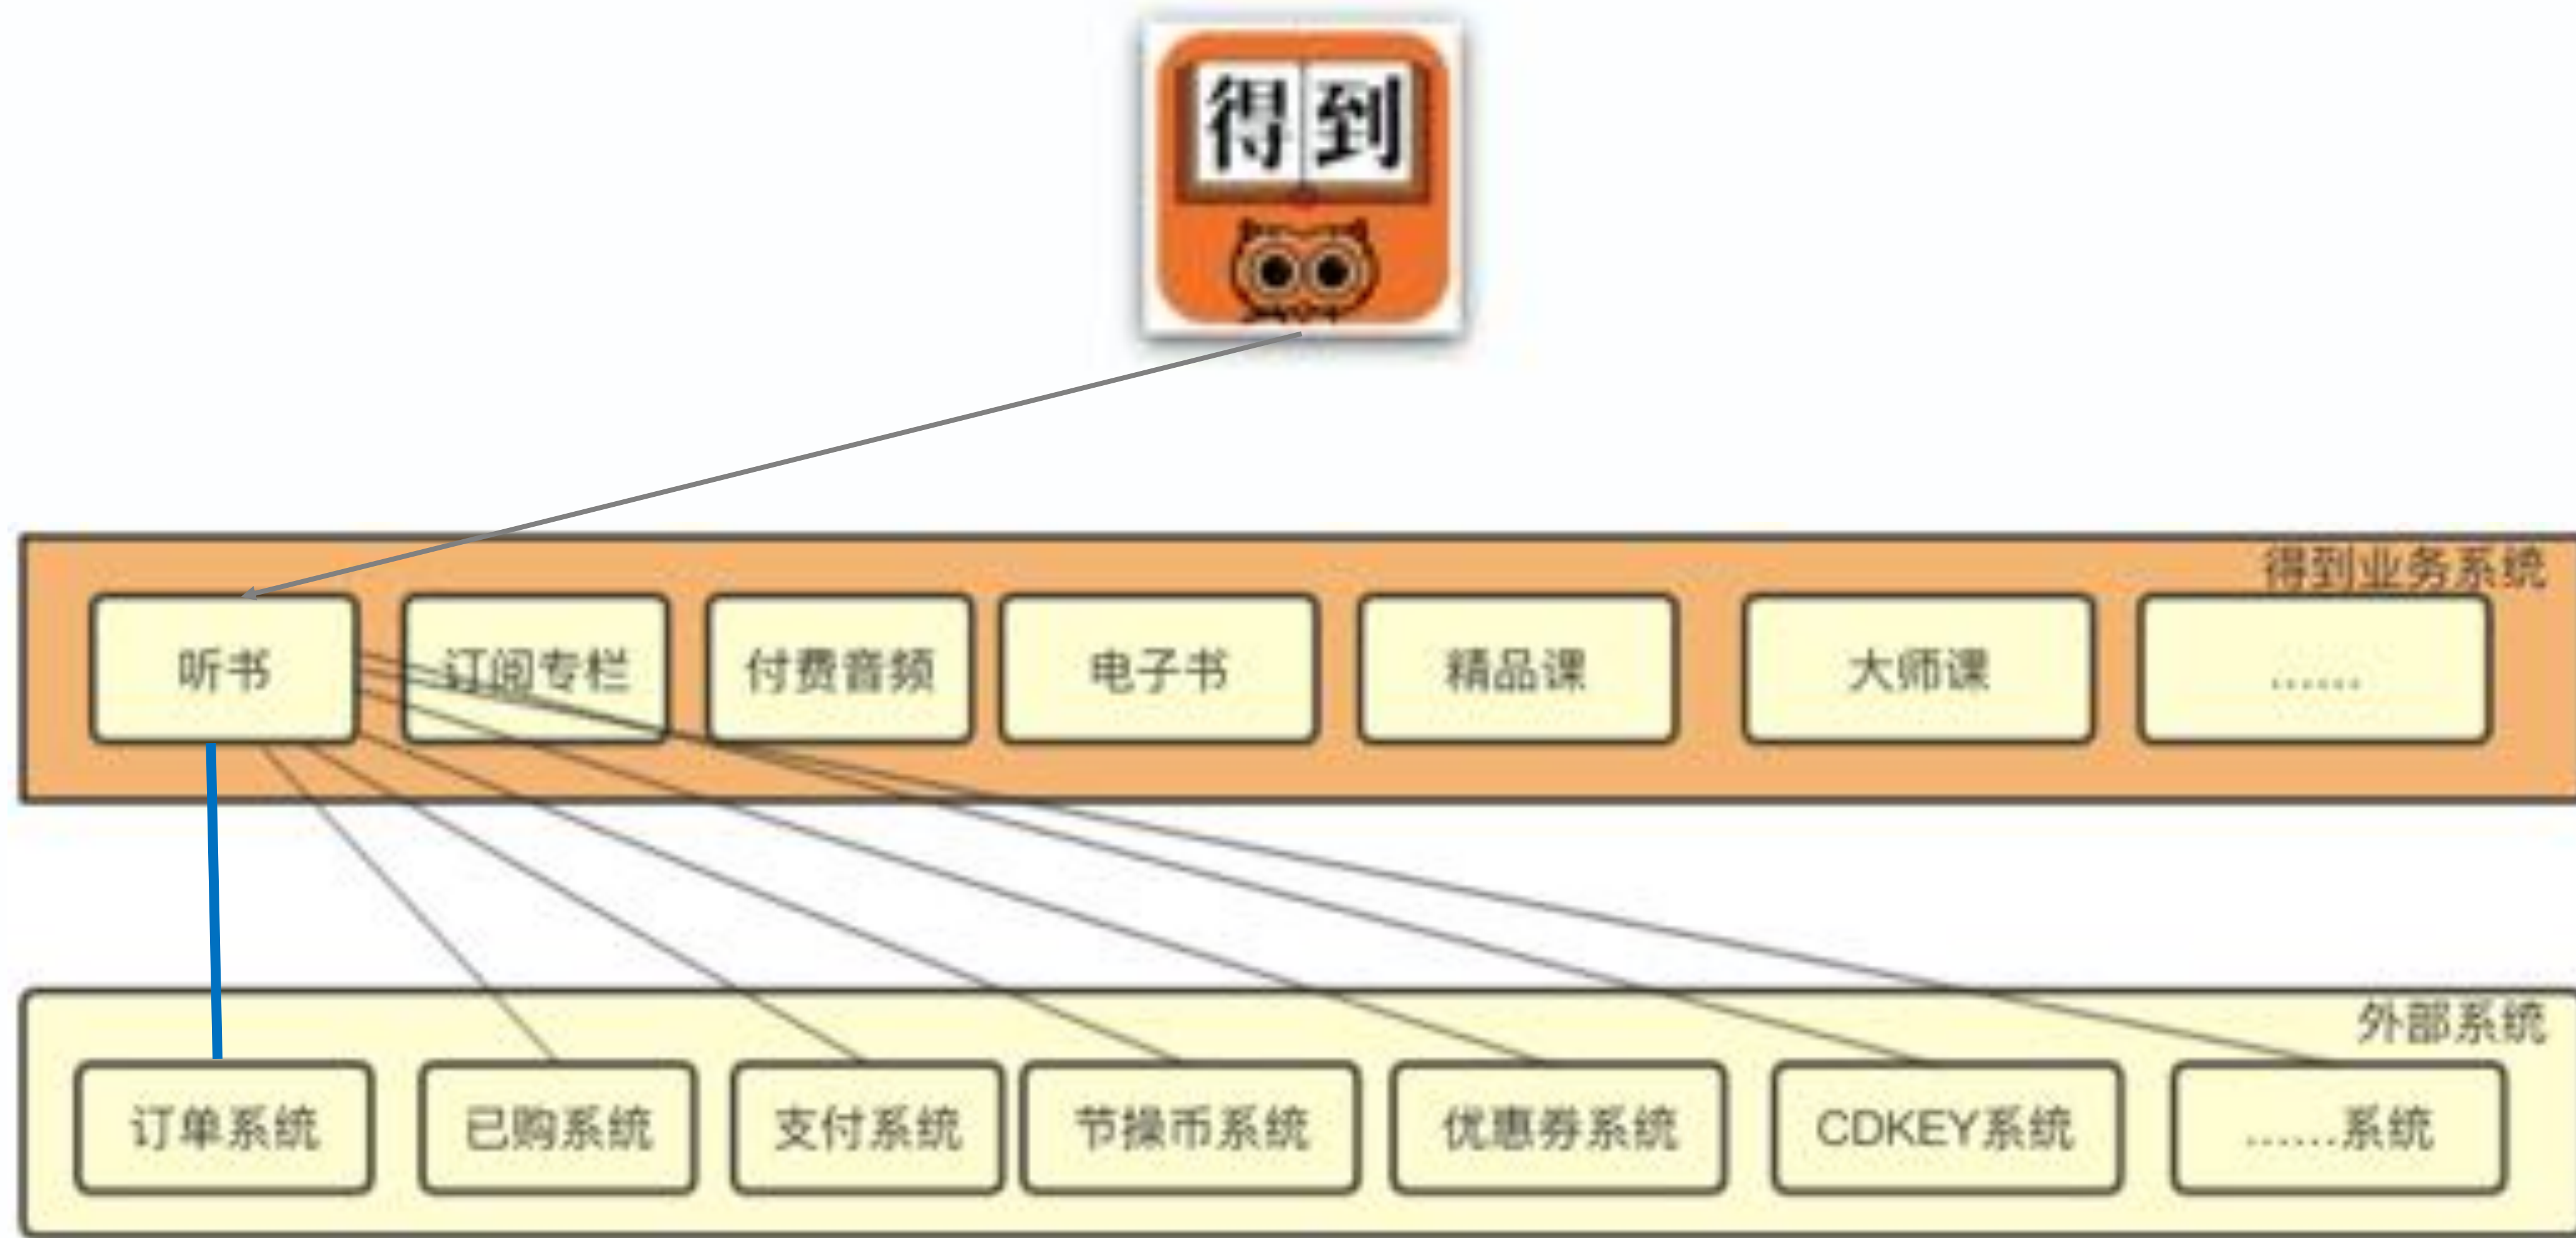 得到
得到业务系统
听书
订阅专栏
付费音频
电子书
精品课
大师课
……
外部系统
订单系统
已购系统
支付系统
节操币系统
优惠券系统
CDKEY系统
……系统